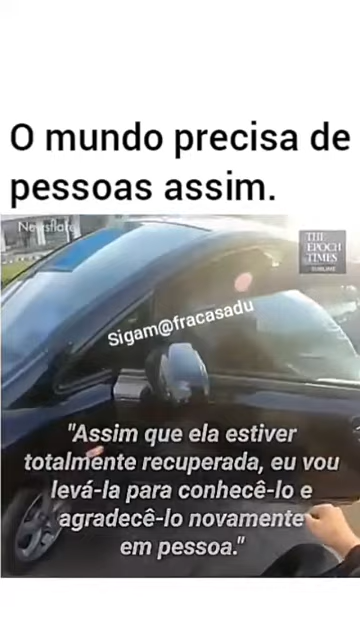 O mundo precisa de
pessoas assim.
Newsflare
THE
EPOCH
TIMES
Sigam@fracasadu
"Assim que ela estiver
totalmente recuperada, eu vou
levá-la para conhecê-lo e
agradecê-lo novamente
em pessoa."